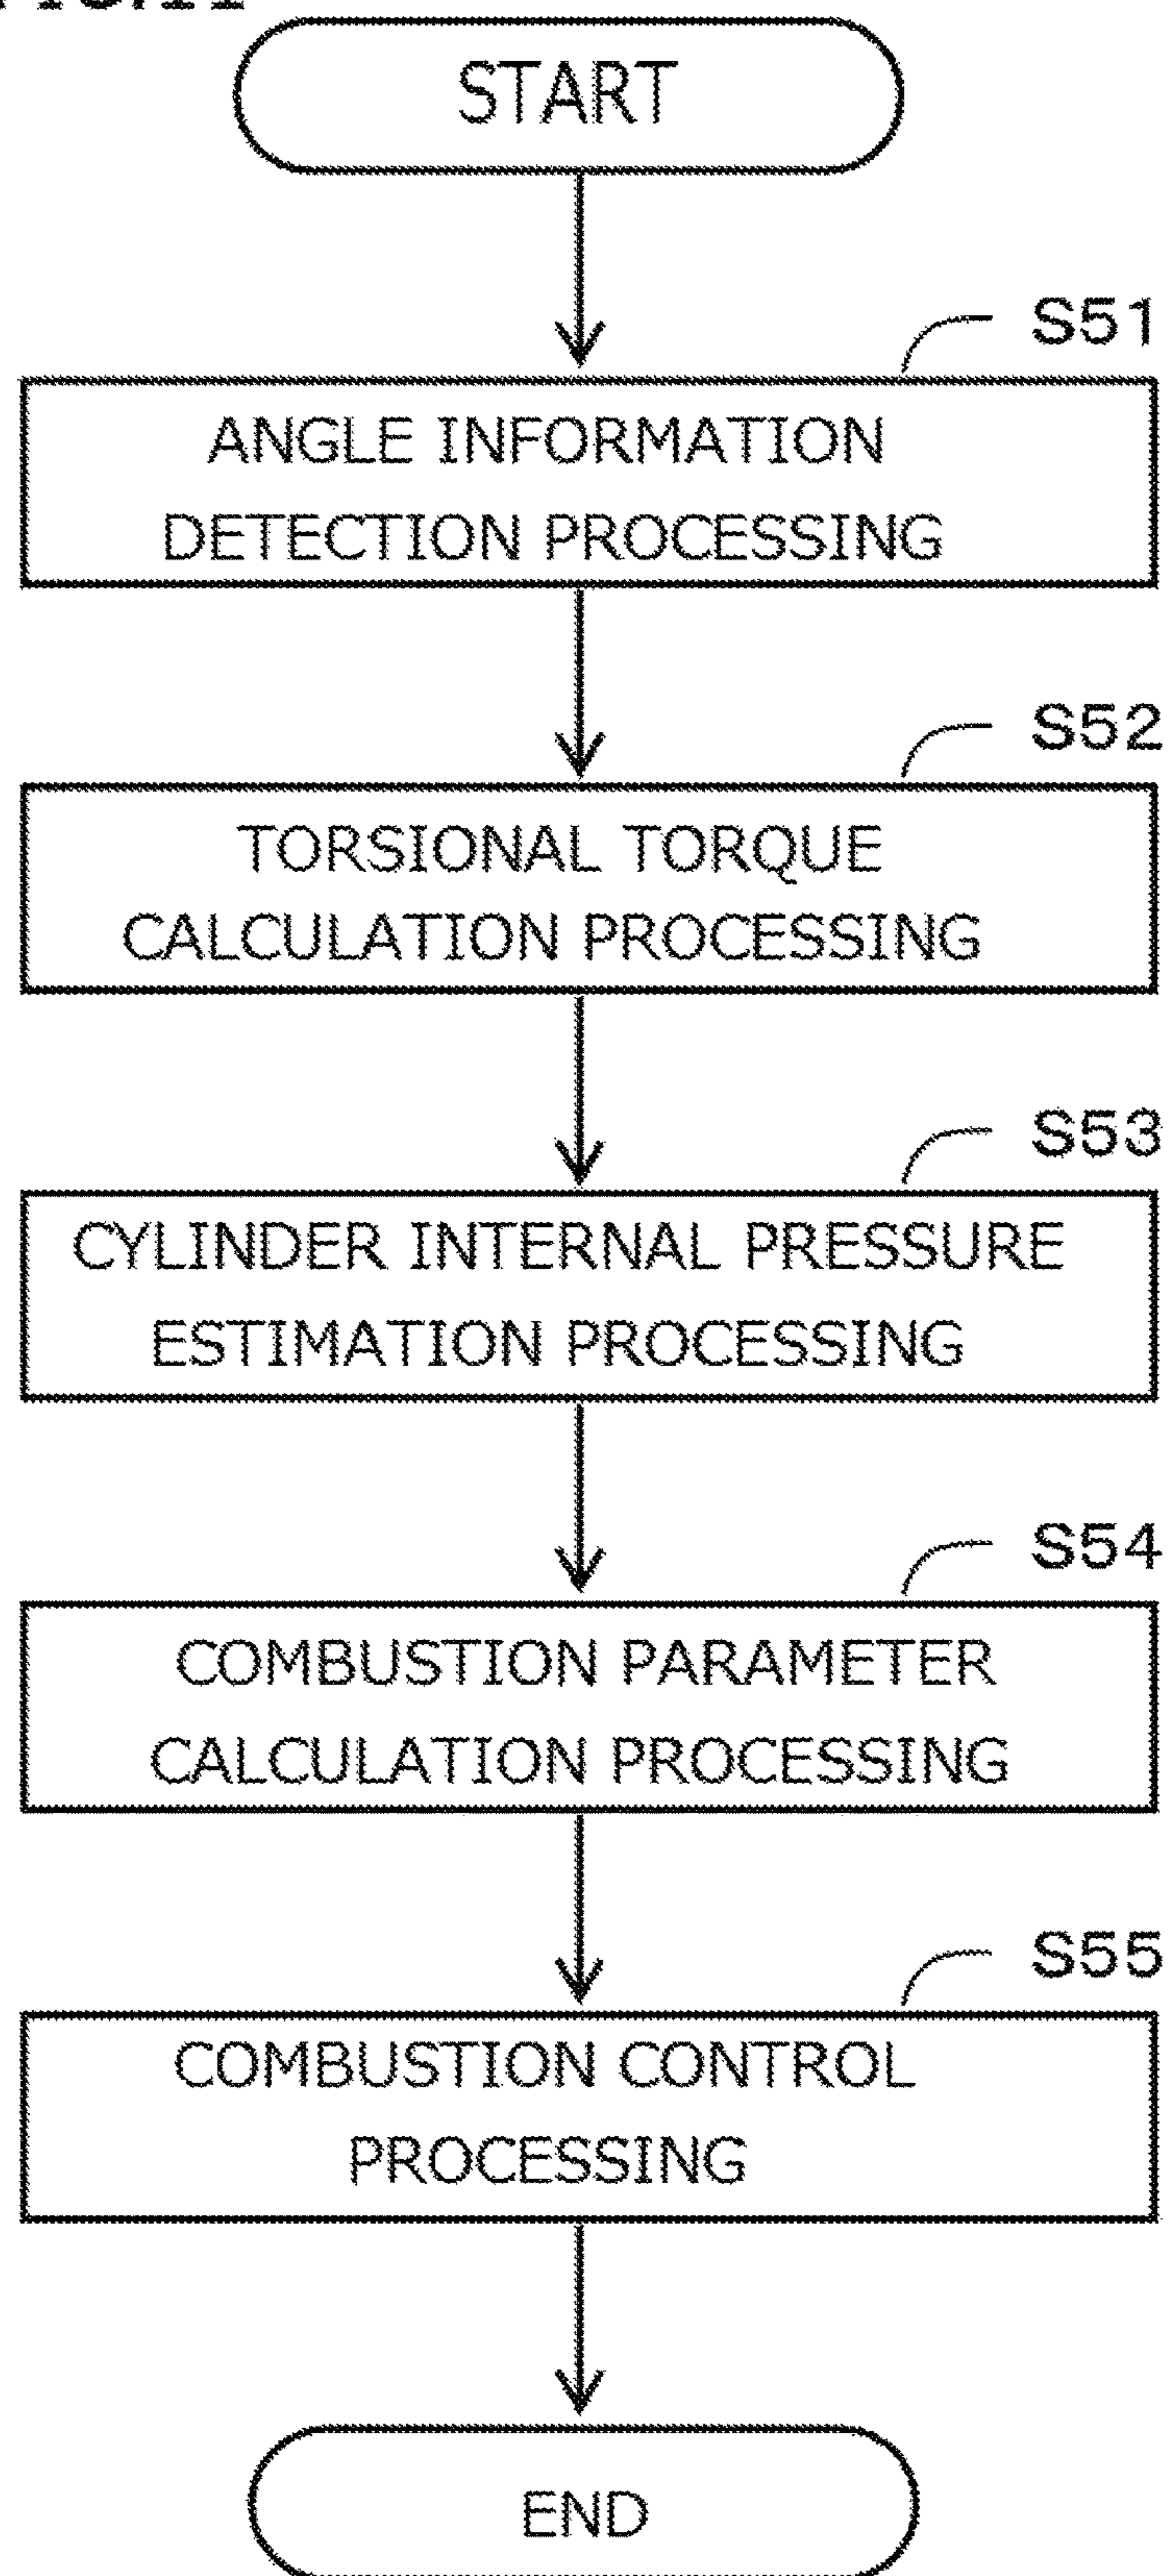 START
S51
ANGLE INFORMATION
DETECTION PROCESSING
S52
TORSIONAL TORQUE
CALCULATION PROCESSING
S53
CYLINDER INTERNAL PRESSURE
ESTIMATION PROCESSING
S54
COMBUSTION PARAMETER
CALCULATION PROCESSING
S55
COMBUSTION CONTROL
PROCESSING
END